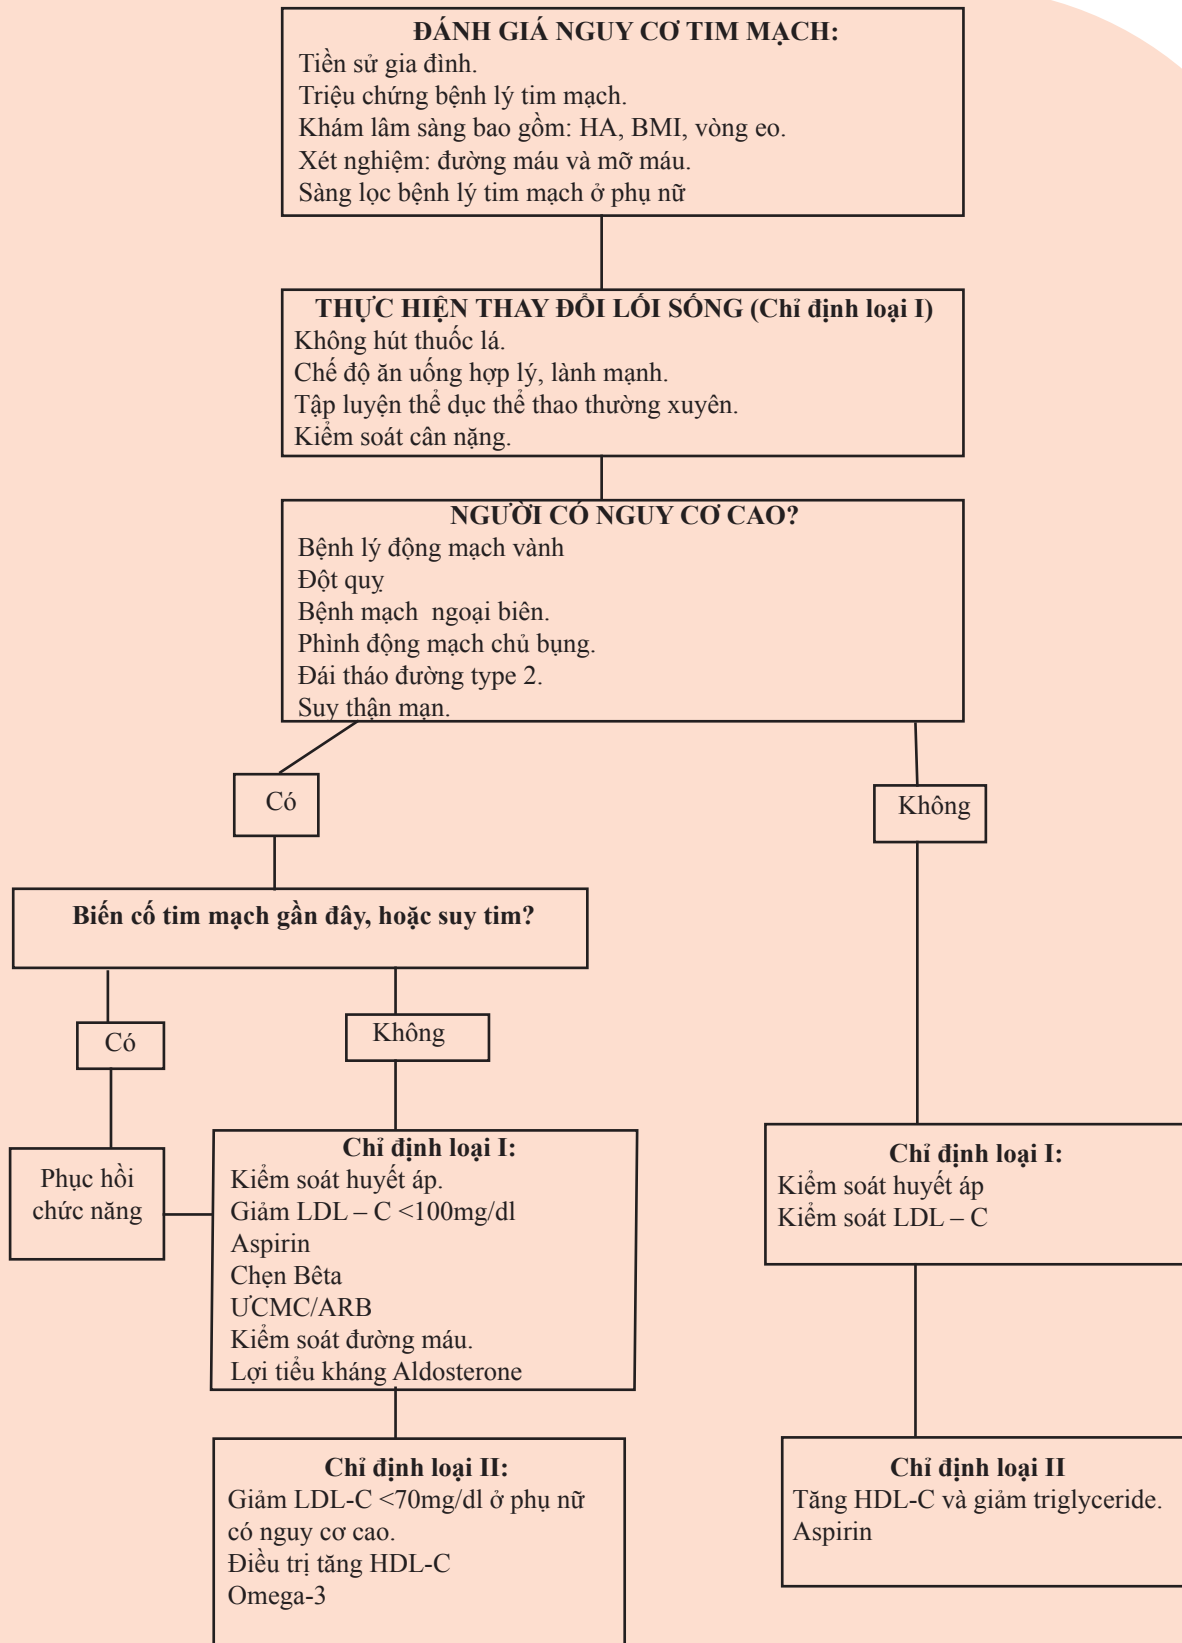 ĐÁNH GIÁ NGUY CƠ TIM MẠCH:
Tiền sử gia đình.
Triệu chứng bệnh lý tim mạch.
Khám lâm sàng bao gồm: HA, BMI, vòng eo.
Xét nghiệm: đường máu và mỡ máu.
Sàng lọc bệnh lý tim mạch ở phụ nữ
THỰC HIỆN THAY ĐỔI LỐI SỐNG (Chỉ định loại I)
Không hút thuốc lá.
Chế độ ăn uống hợp lý, lành mạnh.
Tập luyện thể dục thể thao thường xuyên.
Kiểm soát cân nặng.
NGƯỜI CÓ NGUY CƠ CAO?
Bệnh lý động mạch vành
Đột quỵ
Bệnh mạch ngoại biên.
Phình động mạch chủ bụng.
Đái tháo đường type 2.
Suy thận mạn.
Có
Không
Biến cố tim mạch gần đây, hoặc suy tim?
Có
Không
Phục hồi
chức năng
Chỉ định loại I:
Kiểm soát huyết áp.
Giảm LDL – C <100mg/dl
Aspirin
Chẹn Bêta
ƯCMC/ARB
Kiểm soát đường máu.
Lợi tiểu kháng Aldosterone
Chỉ định loại I:
Kiểm soát huyết áp
Kiểm soát LDL – C
Chỉ định loại II:
Giảm LDL-C <70mg/dl ở phụ nữ
có nguy cơ cao.
Điều trị tăng HDL-C
Omega-3
Chỉ định loại II
Tăng HDL-C và giảm triglyceride.
Aspirin